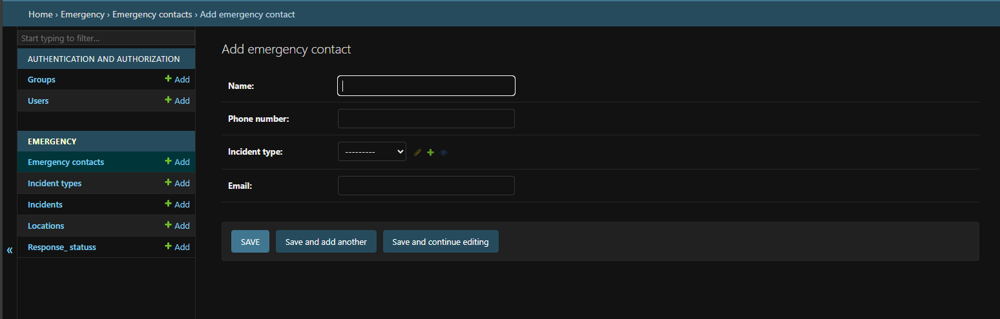 Home › Emergency › Emergency contacts › Add emergency contact
Start typing to filter...
AUTHENTICATION AND AUTHORIZATION
Groups + Add
Users + Add
EMERGENCY
Emergency contacts + Add
Incident types + Add
Incidents + Add
Locations + Add
Response_ statuss + Add
«
Add emergency contact
Name:
Phone number:
Incident type: ---------
Email:
SAVE Save and add another Save and continue editing